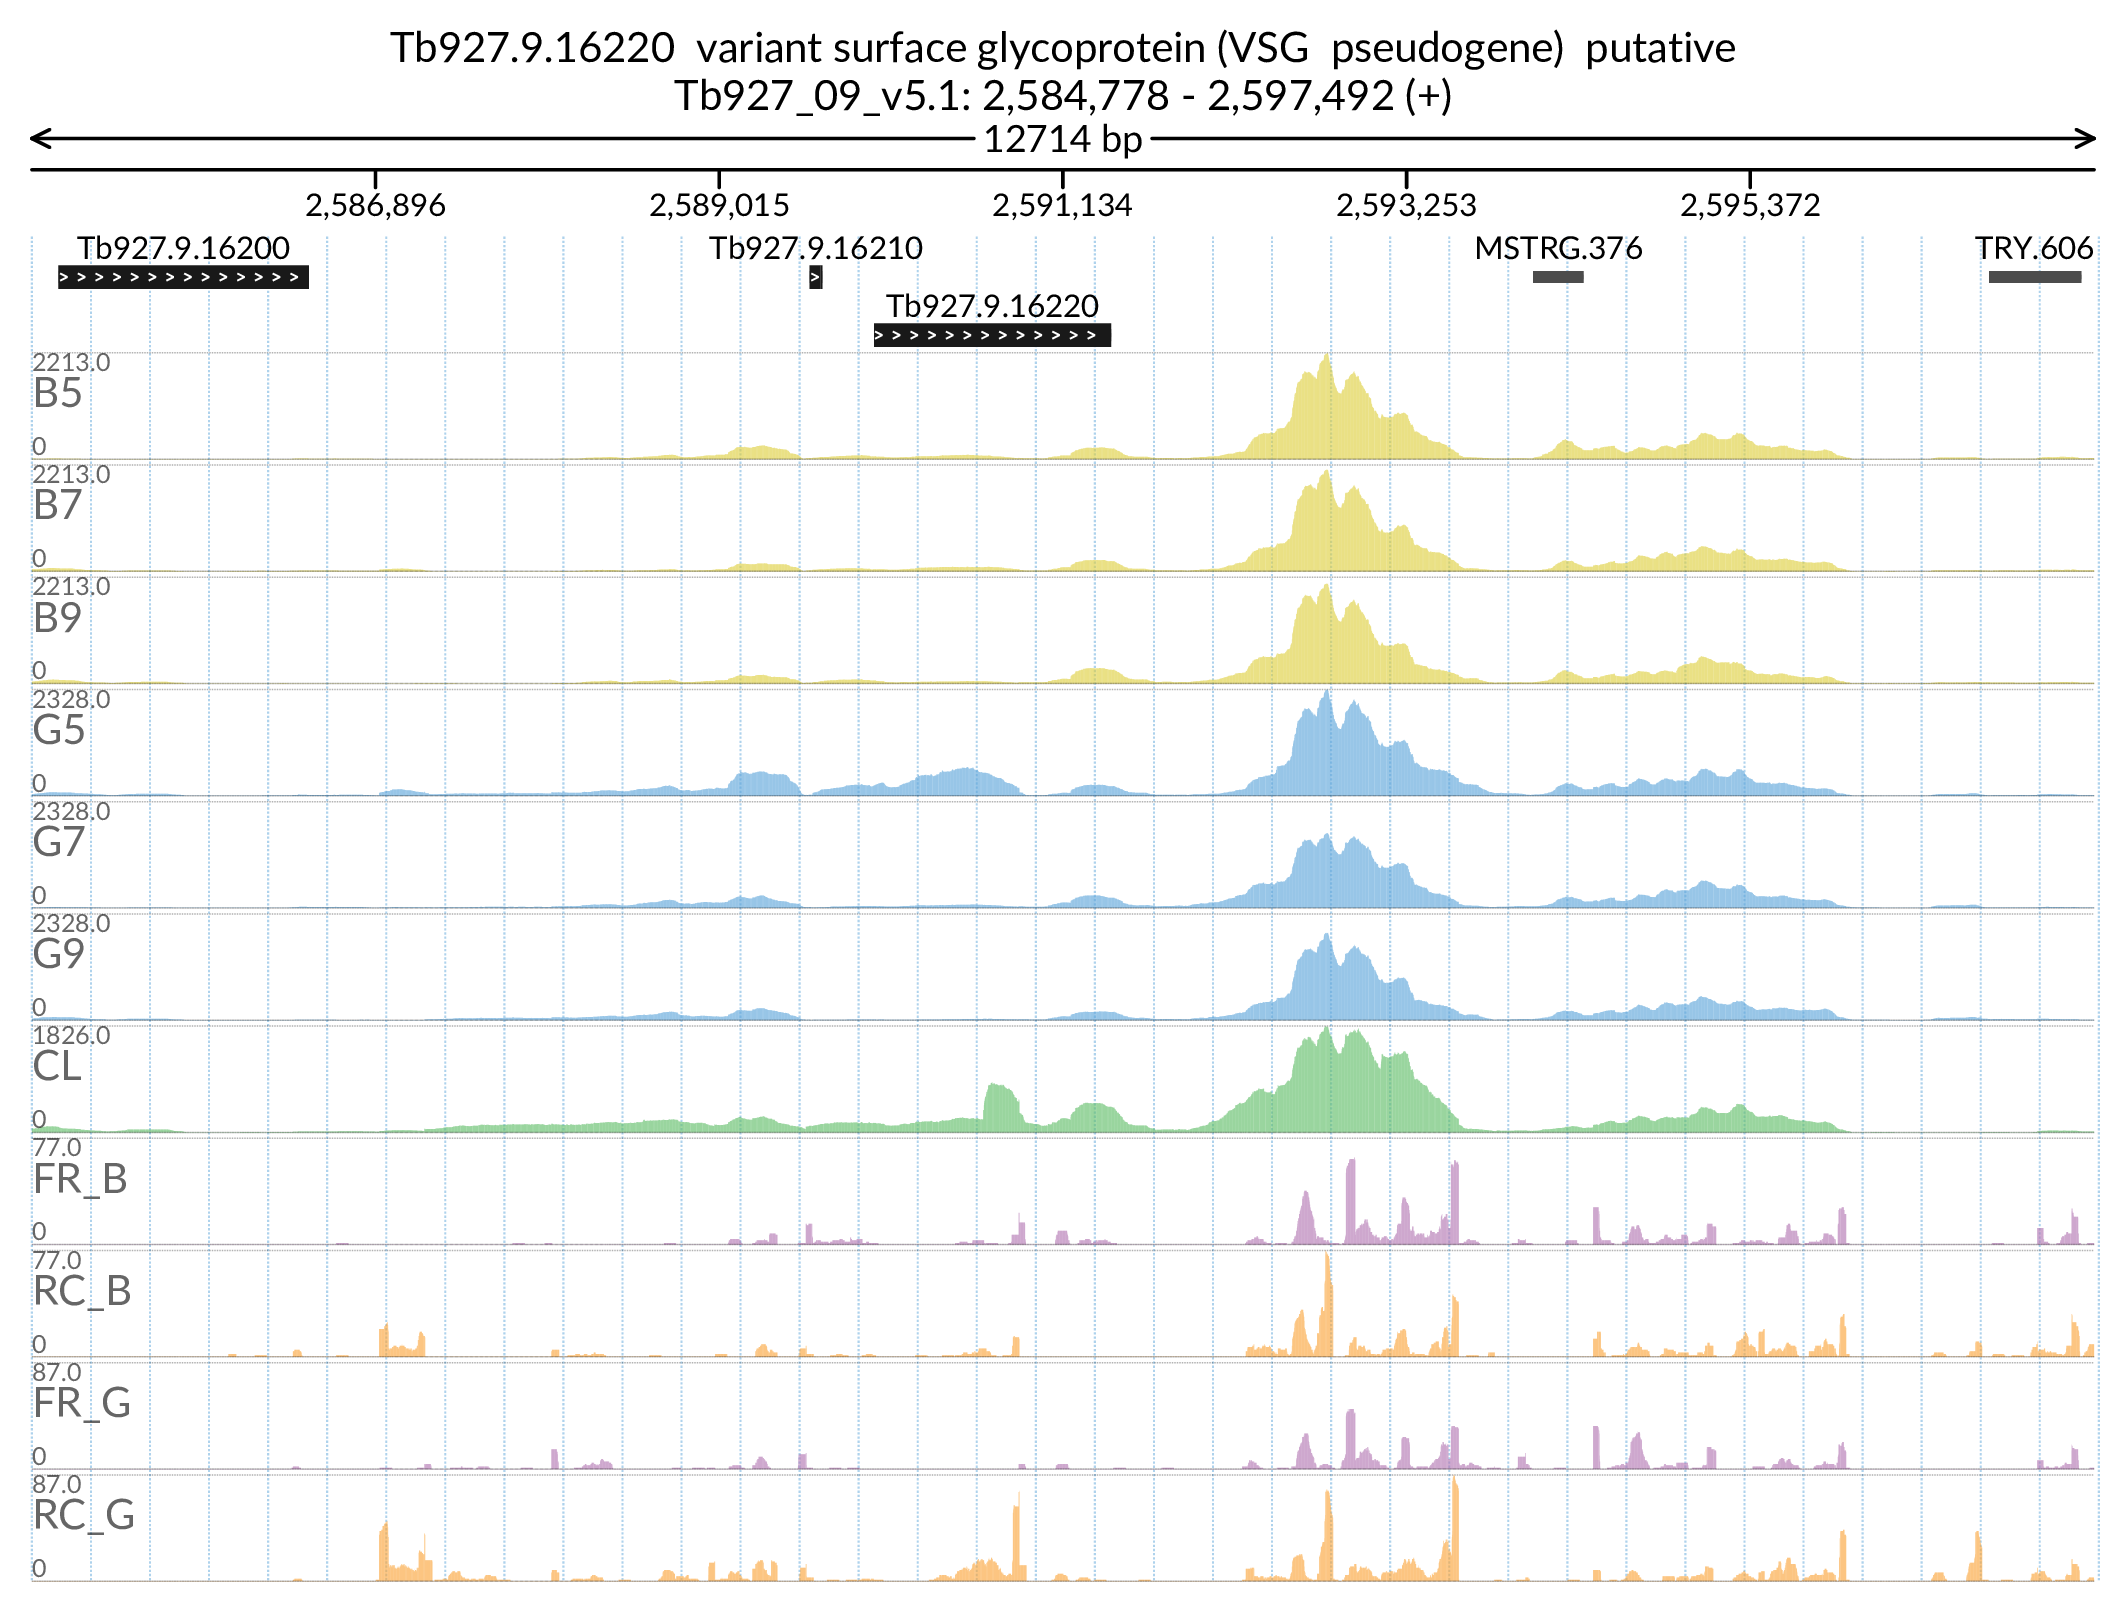 Tb927.9.16220  variant surface glycoprotein (VSG  pseudogene)  putative
Tb927_09_v5.1: 2,584,778 - 2,597,492 (+)
12714 bp
2,586,896 2,589,015 2,591,134 2,593,253 2,595,372
Tb927.9.16200 Tb927.9.16210 MSTRG.376 TRY.606
Tb927.9.16220
2213.0
B5
0
2213.0
B7
0
2213.0
B9
0
2328.0
G5
0
2328.0
G7
0
2328.0
G9
0
1826.0
CL
0
77.0
FR_B
0
77.0
RC_B
0
87.0
FR_G
0
87.0
RC_G
0